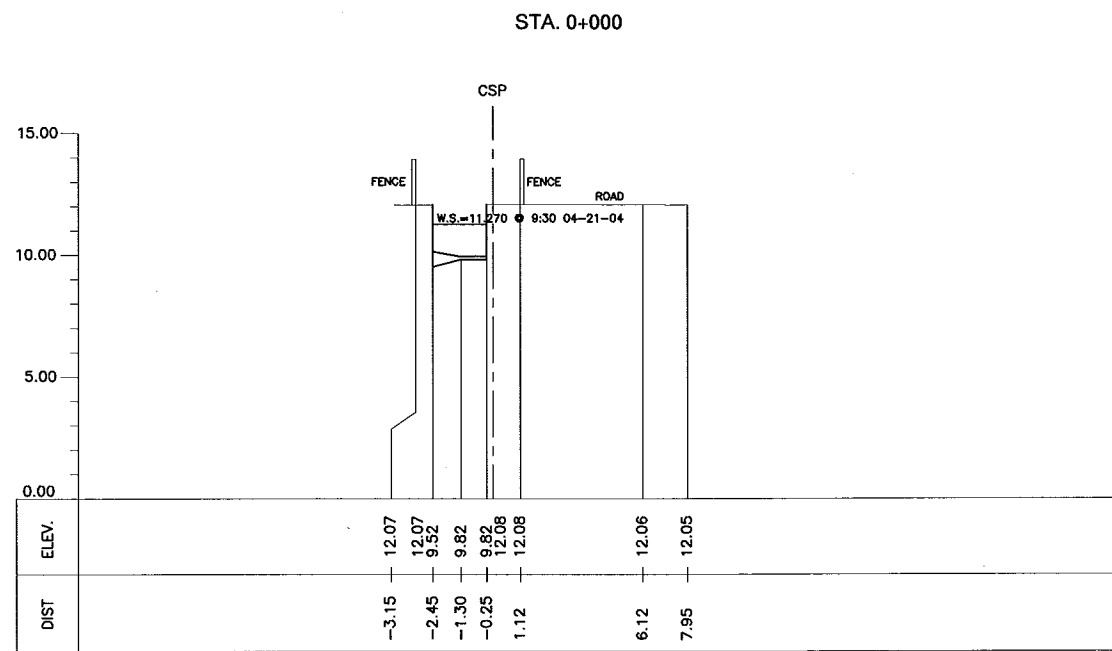 STA. 0+000
CSP
15.00
FENCE
FENCE
ROAD
W.S.=11.270 @ 9:30 04-21-04
10.00
5.00
0.00
ELEV.
12.07 12.07 9.52 9.82 9.82 12.08 12.08 12.06 12.05
DIST
-3.15 -2.45 -1.30 -0.25 1.12 6.12 7.95